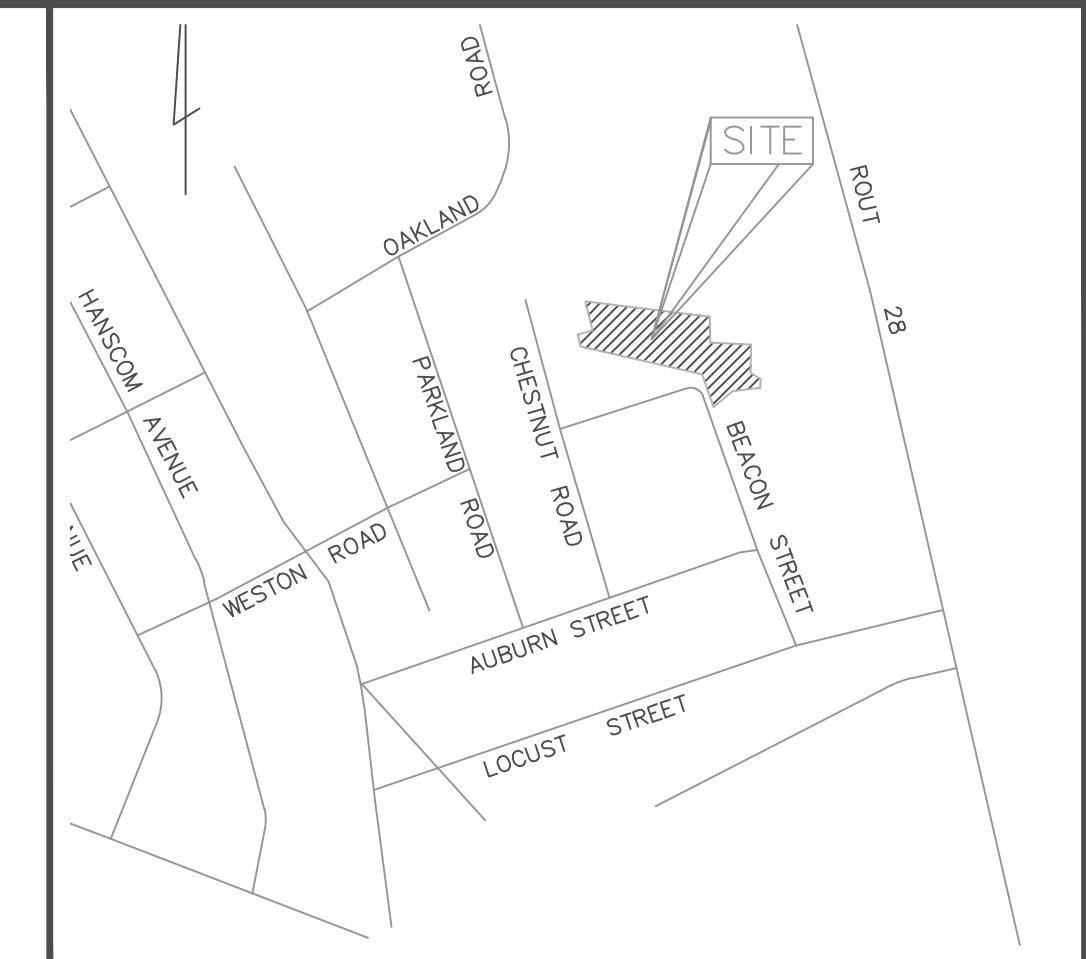 ROAD
OAKLAND
SITE
ROUT
28
HANSCOM
AVENUE
PARKLAND
ROAD
CHESTNUT
ROAD
BEACON
STREET
WESTON
ROAD
AUBURN STREET
LOCUST
STREET